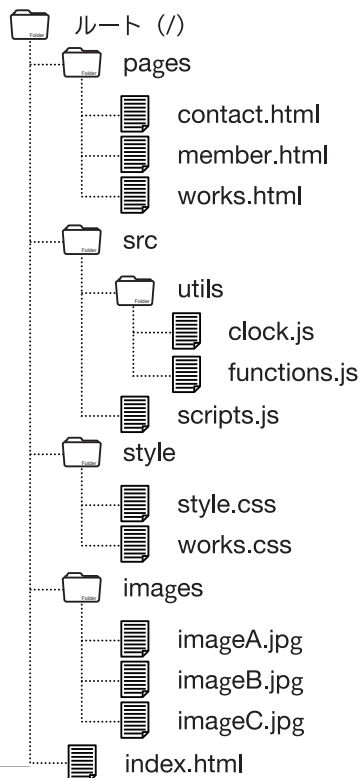 ルート（/）
pages
contact.html
member.html
works.html
src
utils
clock.js
functions.js
scripts.js
style
style.css
works.css
images
imageA.jpg
imageB.jpg
imageC.jpg
index.html